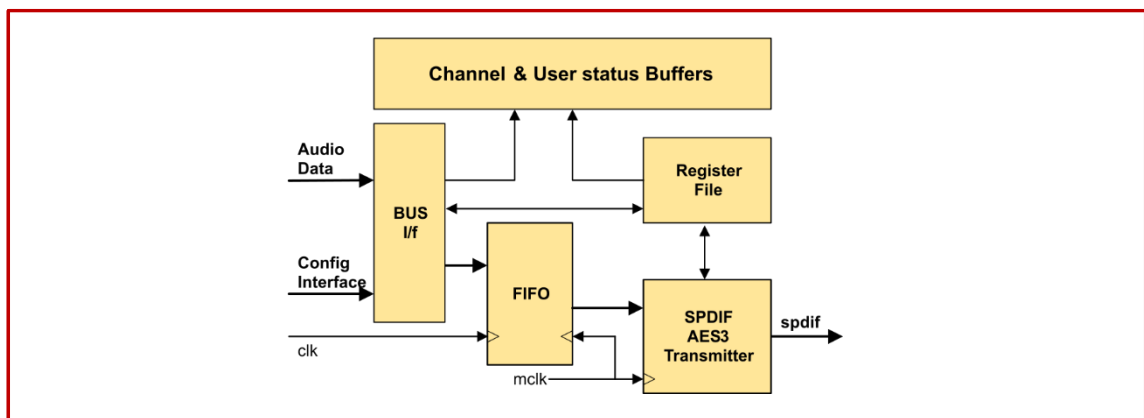 Channel & User status Buffers
Audio
Data
BUS
I/f
Register
File
Config
Interface
FIFO
SPDIF
AES3
Transmitter
spdif
clk
mclk